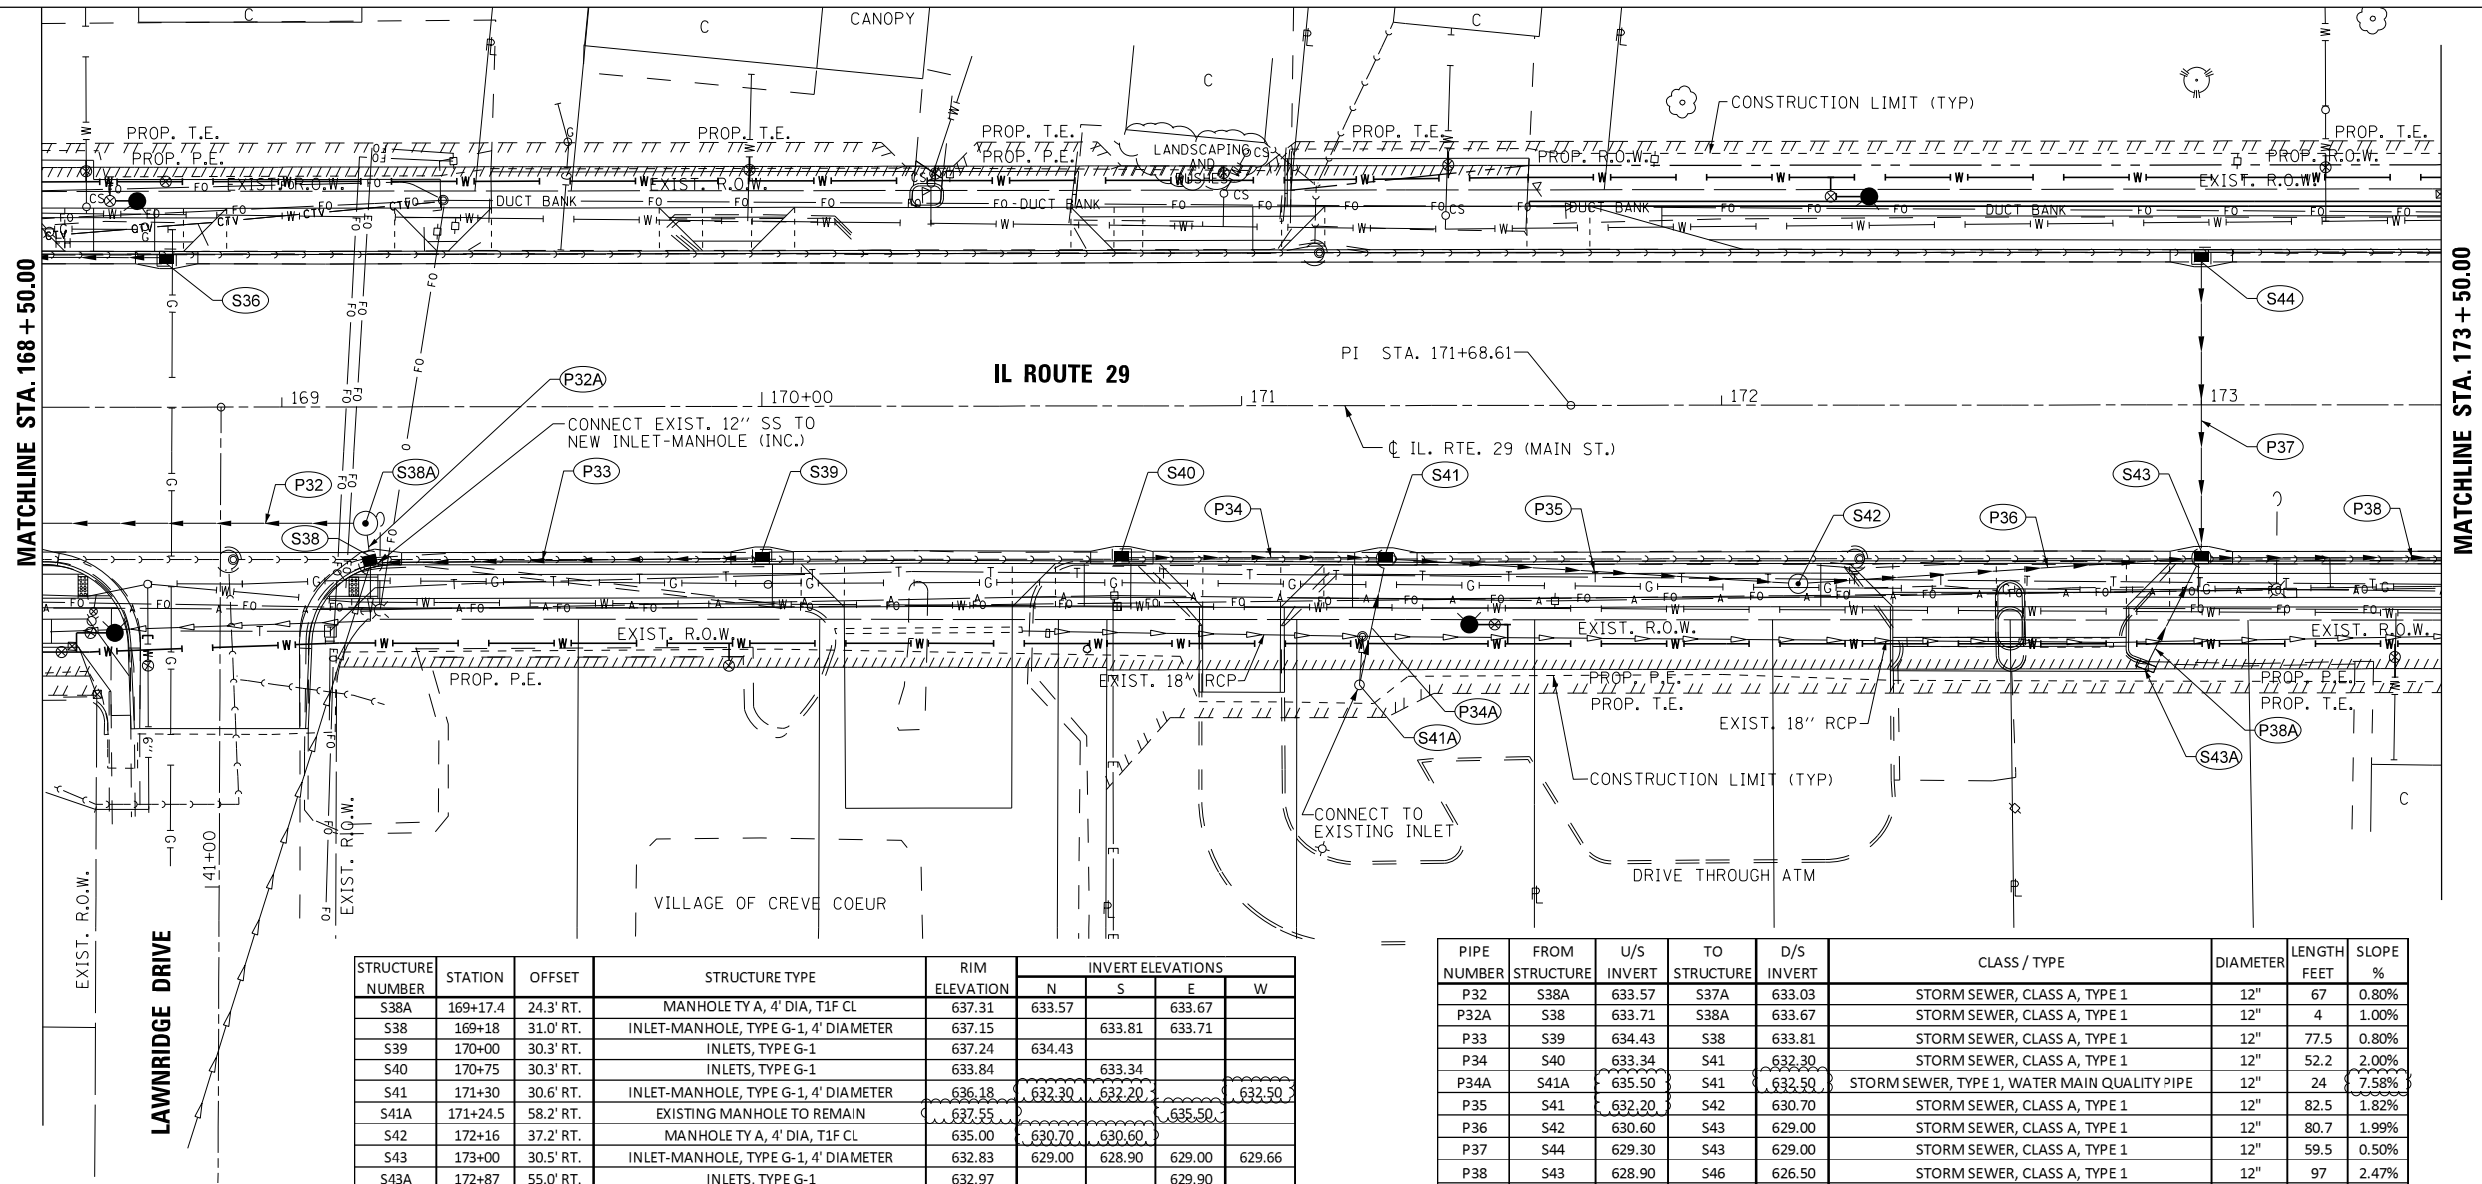 C
CANOPY
C
C
C
PROP. T.E.
PROP. T.E.
PROP. T.E.
PROP. T.E.
CONSTRUCTION LIMIT (TYP)
PROP. T.E.
PROP. P.E.
PROP. P.E.
LANDSCAPING
AND
BUSHES
PROP. R.O.W.
PROP. R.O.W.
EXIST. R.O.W.
EXIST. R.O.W.
EXIST. R.O.W.
DUCT BANK
DUCT BANK
DUCT BANK
DUCT BANK
S36
S44
MATCHLINE STA. 168 + 50.00
MATCHLINE STA. 173 + 50.00
IL ROUTE 29
PI STA. 171+68.61
169
170+00
171
172
173
P32A
CONNECT EXIST. 12'' SS TO
NEW INLET-MANHOLE (INC.)
℄ IL. RTE. 29 (MAIN ST.)
P37
P32
S38A
P33
S39
S40
S41
S43
S38
P34
P35
S42
P36
P38
EXIST. R.O.W.
EXIST. R.O.W.
EXIST. R.O.W.
PROP. P.E.
EXIST. 18'' RCP
PROP. P.E.
PROP. T.E.
PROP. P.E.
PROP. T.E.
P34A
S41A
EXIST. 18'' RCP
P38A
S43A
6''
CONSTRUCTION LIMIT (TYP)
C
CONNECT TO
EXISTING INLET
41+00
EXIST. R.O.W.
EXIST. R.O.W.
DRIVE THROUGH ATM
VILLAGE OF CREVE COEUR
LAWNRIDGE DRIVE
STRUCTURE NUMBER STATION OFFSET STRUCTURE TYPE RIM ELEVATION INVERT ELEVATIONS
N S E W
S38A 169+17.4 24.3' RT. MANHOLE TY A, 4' DIA, T1F CL 637.31 633.57 633.67
S38 169+18 31.0' RT. INLET-MANHOLE, TYPE G-1, 4' DIAMETER 637.15 633.81 633.71
S39 170+00 30.3' RT. INLETS, TYPE G-1 637.24 634.43
S40 170+75 30.3' RT. INLETS, TYPE G-1 633.84 633.34
S41 171+30 30.6' RT. INLET-MANHOLE, TYPE G-1, 4' DIAMETER 636.18 632.30 632.20 632.50
S41A 171+24.5 58.2' RT. EXISTING MANHOLE TO REMAIN 637.55 635.50
S42 172+16 37.2' RT. MANHOLE TY A, 4' DIA, T1F CL 635.00 630.70 630.60
S43 173+00 30.5' RT. INLET-MANHOLE, TYPE G-1, 4' DIAMETER 632.83 629.00 628.90 629.00 629.66
S43A 172+87 55.0' RT. INLETS, TYPE G-1 632.97 629.90
PIPE NUMBER FROM STRUCTURE U/S INVERT TO STRUCTURE D/S INVERT CLASS / TYPE DIAMETER LENGTH FEET SLOPE %
P32 S38A 633.57 S37A 633.03 STORM SEWER, CLASS A, TYPE 1 12" 67 0.80%
P32A S38 633.71 S38A 633.67 STORM SEWER, CLASS A, TYPE 1 12" 4 1.00%
P33 S39 634.43 S38 633.81 STORM SEWER, CLASS A, TYPE 1 12" 77.5 0.80%
P34 S40 633.34 S41 632.30 STORM SEWER, CLASS A, TYPE 1 12" 52.2 2.00%
P34A S41A 635.50 S41 632.50 STORM SEWER, TYPE 1, WATER MAIN QUALITY PIPE 12" 24 7.58%
P35 S41 632.20 S42 630.70 STORM SEWER, CLASS A, TYPE 1 12" 82.5 1.82%
P36 S42 630.60 S43 629.00 STORM SEWER, CLASS A, TYPE 1 12" 80.7 1.99%
P37 S44 629.30 S43 629.00 STORM SEWER, CLASS A, TYPE 1 12" 59.5 0.50%
P38 S43 628.90 S46 626.50 STORM SEWER, CLASS A, TYPE 1 12" 97 2.47%